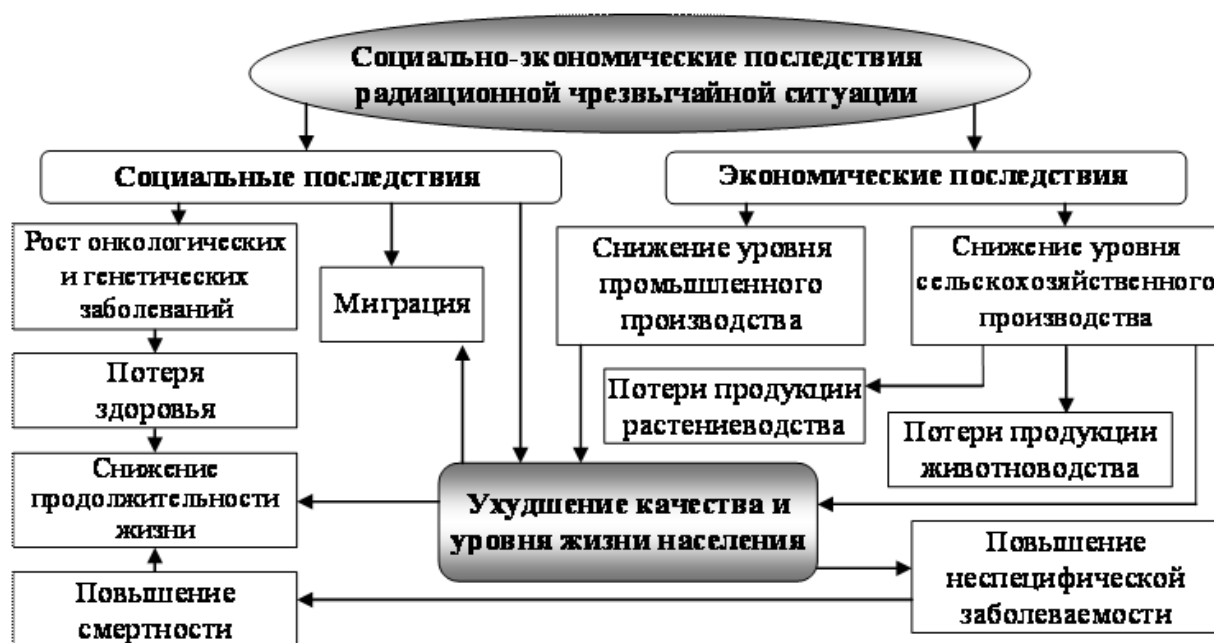 Социально-экономические последствия
радиационной чрезвычайной ситуации
Социальные последствия
Экономические последствия
Рост онкологических
и генетических
заболеваний
Миграция
Снижение уровня
промышленного
производства
Снижение уровня
сельскохозяйственного
производства
Потеря
здоровья
Потери продукции
растениеводства
Потери продукции
животноводства
Снижение
продолжительности
жизни
Ухудшение качества и
уровня жизни населения
Повышение
неспецифической
заболеваемости
Повышение
смертности